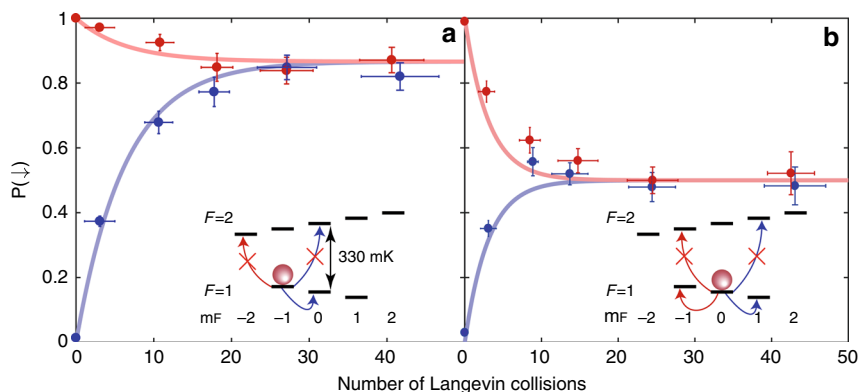 a
b
P(↓)
1
0.8
0.6
0.4
0.2
0
F=2
330 mK
F=1
mF −2 −1 0 1 2
F=2
F=1
mF −2 −1 0 1 2
0 10 20 30 40
0 10 20 30 40 50
Number of Langevin collisions